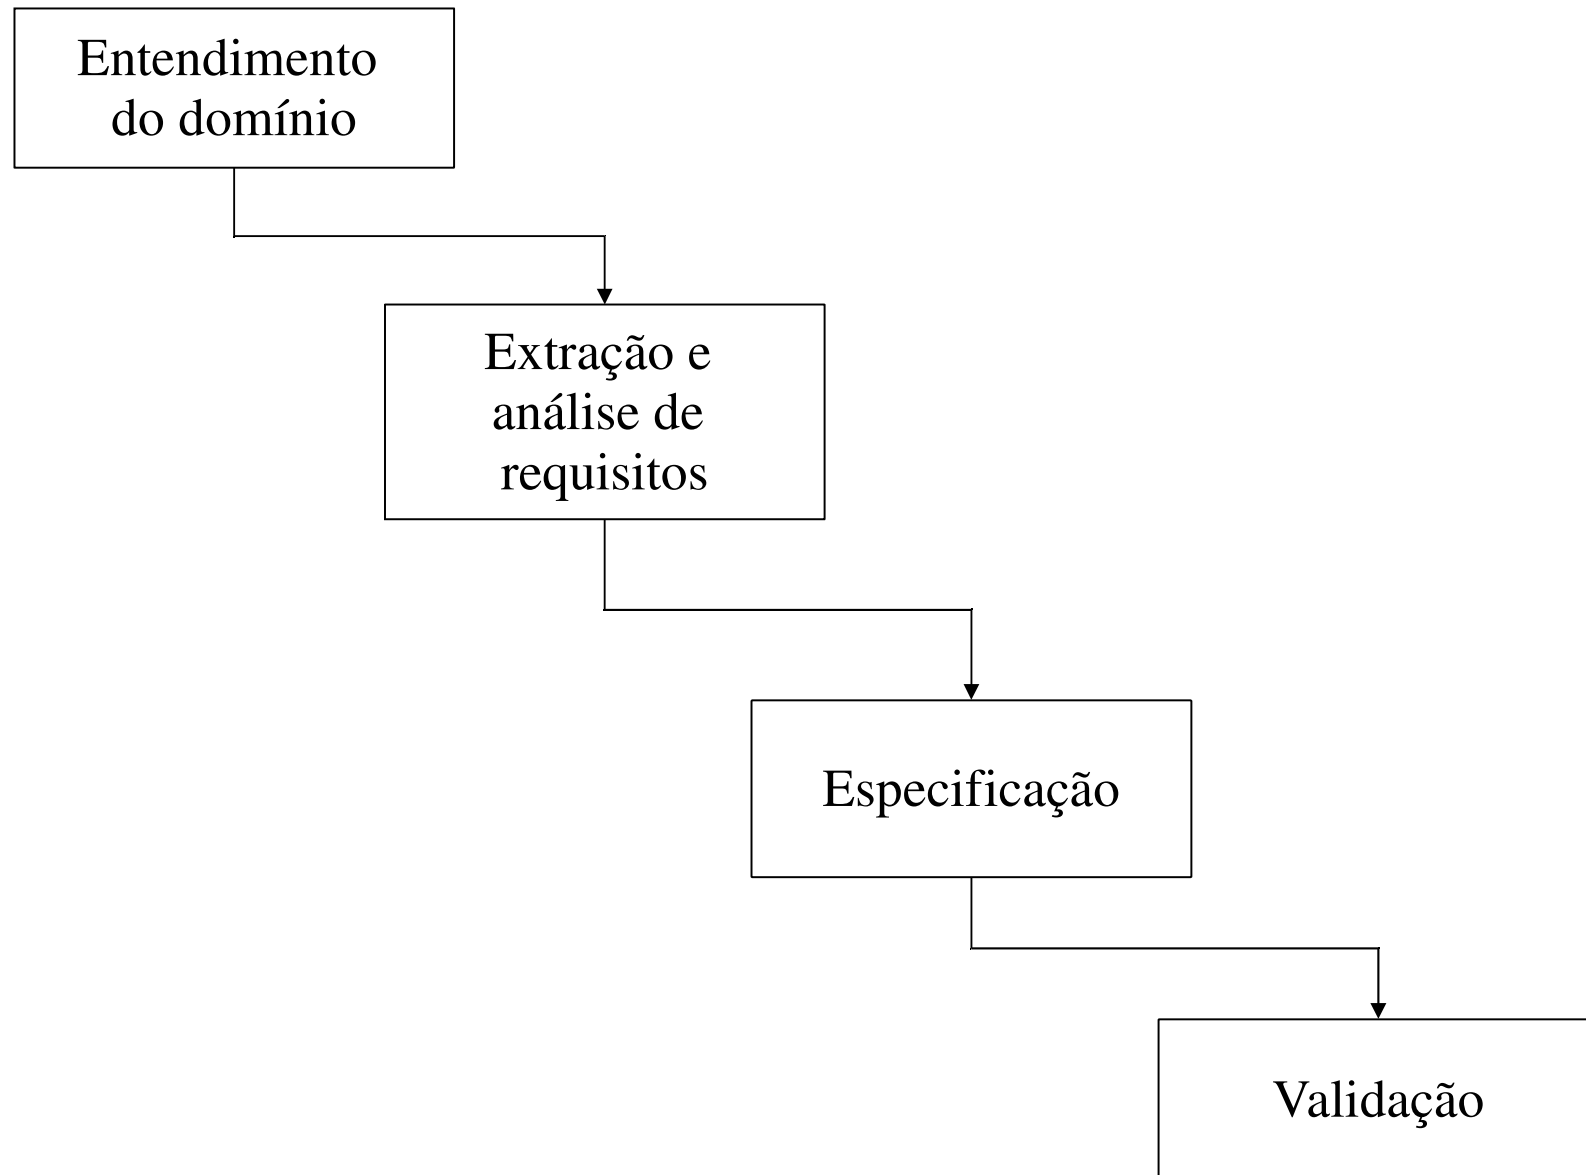 Entendimento
do domínio
Extração e
análise de
requisitos
Especificação
Validação